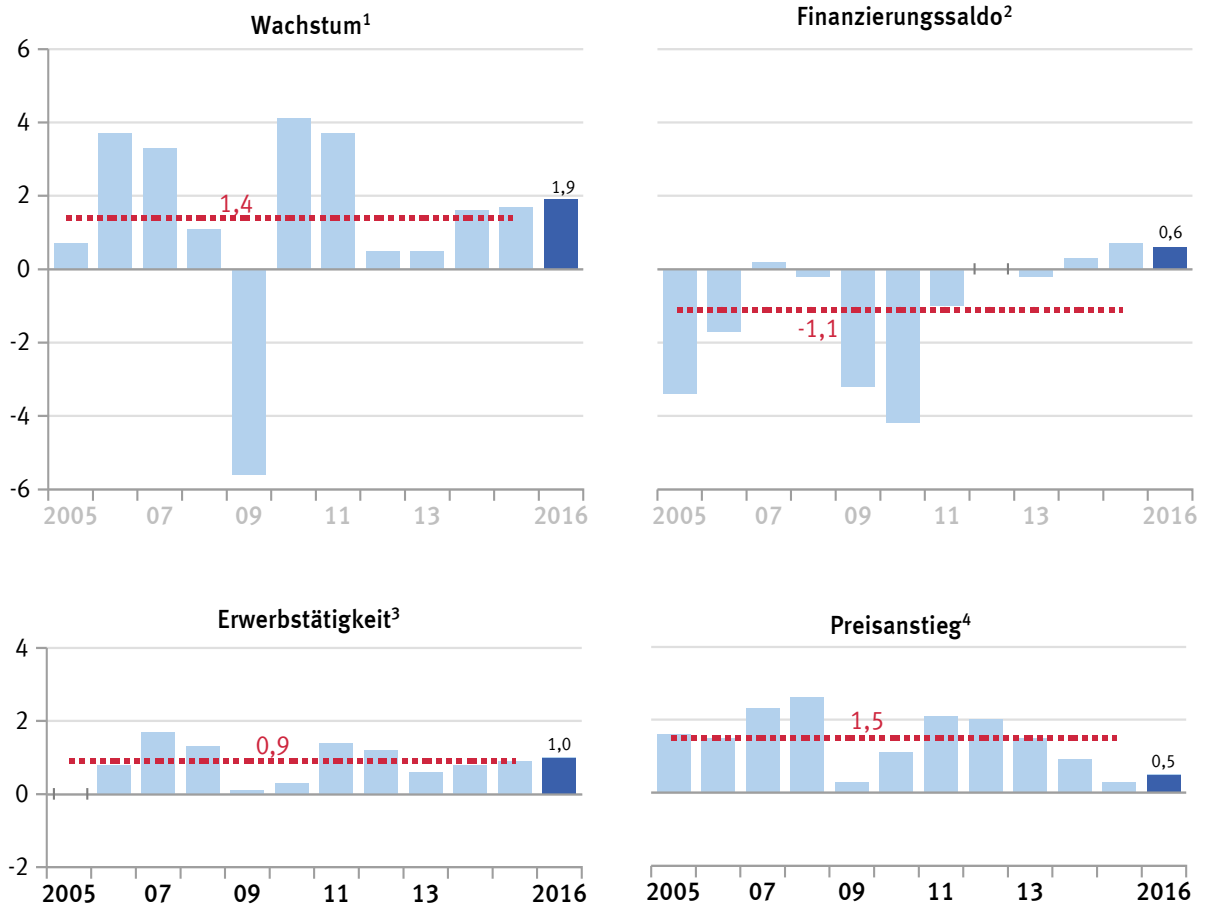 Wachstum¹
6
4
2
0
-2
-4
-6
1,4
1,9
2005 07 09 11 13 2016
Finanzierungssaldo²
0,6
-1,1
2005 07 09 11 13 2016
Erwerbstätigkeit³
4
2
0
-2
0,9
1,0
2005 07 09 11 13 2016
Preisanstieg⁴
1,5
0,5
2005 07 09 11 13 2016